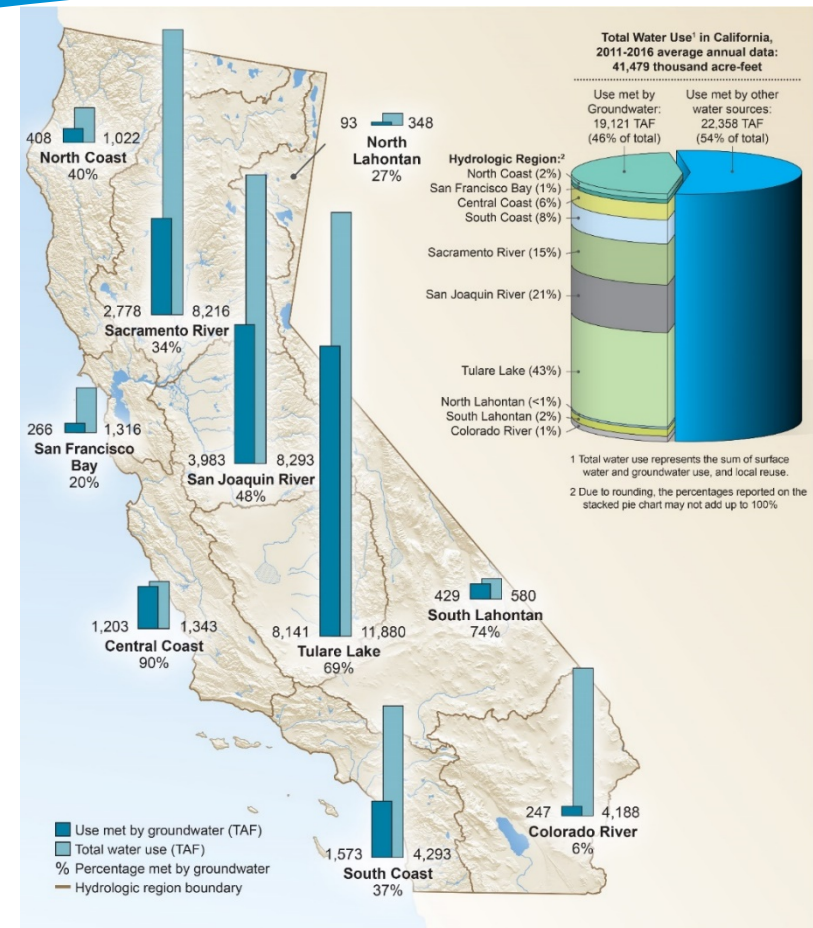 Total Water Use¹ in California,
2011-2016 average annual data:
41,479 thousand acre-feet
Use met by
Groundwater:
19,121 TAF
(46% of total)
Use met by other
water sources:
22,358 TAF
(54% of total)
Hydrologic Region:²
North Coast (2%)
San Francisco Bay (1%)
Central Coast (6%)
South Coast (8%)
Sacramento River (15%)
San Joaquin River (21%)
Tulare Lake (43%)
North Lahontan (<1%)
South Lahontan (2%)
Colorado River (1%)
1 Total water use represents the sum of surface
water and groundwater use, and local reuse.
2 Due to rounding, the percentages reported on the
stacked pie chart may not add up to 100%
408 1,022
North Coast
40%
93 348
North
Lahontan
27%
2,778 8,216
Sacramento River
34%
266 1,316
San Francisco
Bay
20%
3,983 8,293
San Joaquin River
48%
1,203 1,343
Central Coast
90%
8,141 11,880
Tulare Lake
69%
429 580
South Lahontan
74%
247 4,188
Colorado River
6%
1,573 4,293
South Coast
37%
Use met by groundwater (TAF)
Total water use (TAF)
% Percentage met by groundwater
Hydrologic region boundary